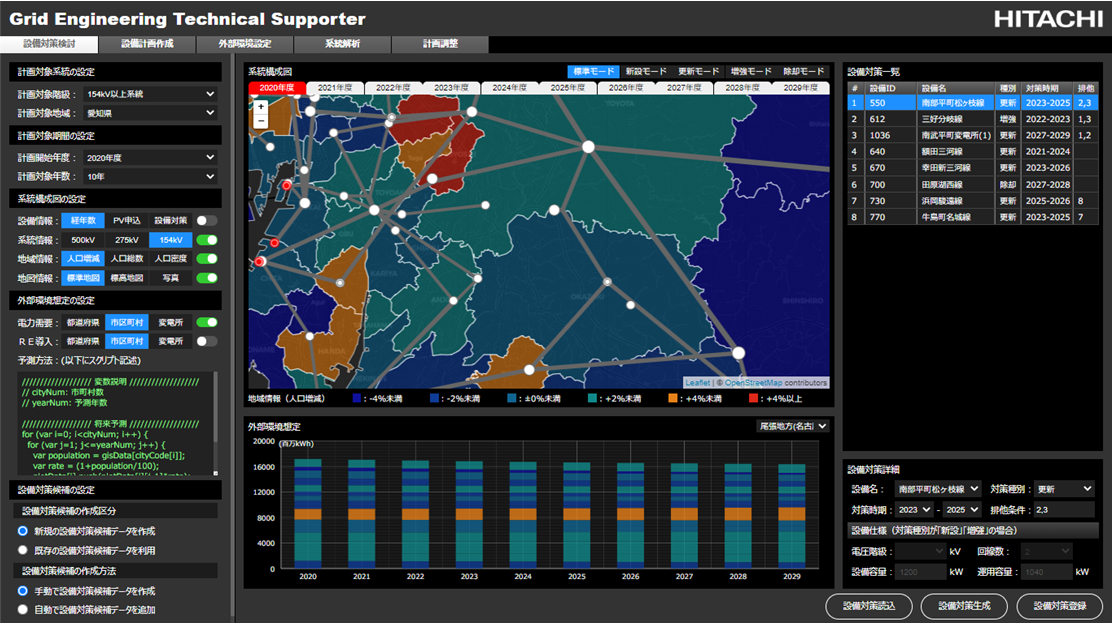 Grid Engineering Technical Supporter
HITACHI
設備対策検討 設備計画作成 外部環境設定 系統解析 計画調整
計画対象系統の設定
計画対象階級： 154kV以上系統
計画対象地域： 愛知県
計画対象期間の設定
計画開始年度： 2020年度
計画対象年数： 10年
系統構成図の設定
設備情報： 経年数 PV申込 設備対策
系統情報： 500kV 275kV 154kV
地域情報： 人口増減 人口総数 人口密度
地図情報： 標準地図 標高地図 写真
外部環境想定の設定
電力需要： 都道府県 市区町村 変電所
ＲＥ導入： 都道府県 市区町村 変電所
予測方法：(以下にスクリプト記述)
/////////////////// 変数説明 ///////////////////
// cityNum: 市町村数
// yearNum: 予測年数
/////////////////// 将来予測 ///////////////////
for (var i=0; i<cityNum; i++) {
for (var j=1; j<=yearNum; j++) {
var population = gisData[cityCode[i]];
var rate = (1+population/100);
設備対策候補の設定
設備対策候補の作成区分
新規の設備対策候補データを作成
既存の設備対策候補データを利用
設備対策候補の作成方法
手動で設備対策候補データを作成
自動で設備対策候補データを追加
系統構成図
標準モード 新設モード 更新モード 増強モード 除却モード
2020年度 2021年度 2022年度 2023年度 2024年度 2025年度 2026年度 2027年度 2028年度 2029年度
+
−
TOYOTA
KARIYA
HANDA
SHINSHIRO
Leaflet | © OpenStreetMap contributors
地域情報（人口増減） ：-4%未満 ：-2%未満 ：±0%未満 ：+2%未満 ：+4%未満 ：+4%以上
外部環境想定
尾張地方(名古
(百万kWh)
20000
16000
12000
8000
4000
0
2020 2021 2022 2023 2024 2025 2026 2027 2028 2029
設備対策一覧
# 設備ID 設備名 種別 対策時期 排他
1 550 南部平町松ケ枝線 更新 2023-2025 2,3
2 612 三好分岐線 増強 2022-2023 1,3
3 1036 南武平町変電所(1) 更新 2027-2029 1,2
4 640 額田三河線 更新 2021-2024
5 670 幸田新三河線 更新 2023-2026
6 700 田原湖西線 除却 2027-2028
7 730 浜岡駿遠線 更新 2025-2026 8
8 770 牛島町名城線 更新 2023-2025 7
設備対策詳細
設備名： 南部平町松ヶ枝線 対策種別： 更新
対策時期： 2023 - 2025 排他条件： 2,3
設備仕様（対策種別が「新設」「増強」の場合）
電圧階級： kV 回線数： 2
設備容量： 1200 kW 運用容量： 1040 kW
設備対策読込 設備対策生成 設備対策登録